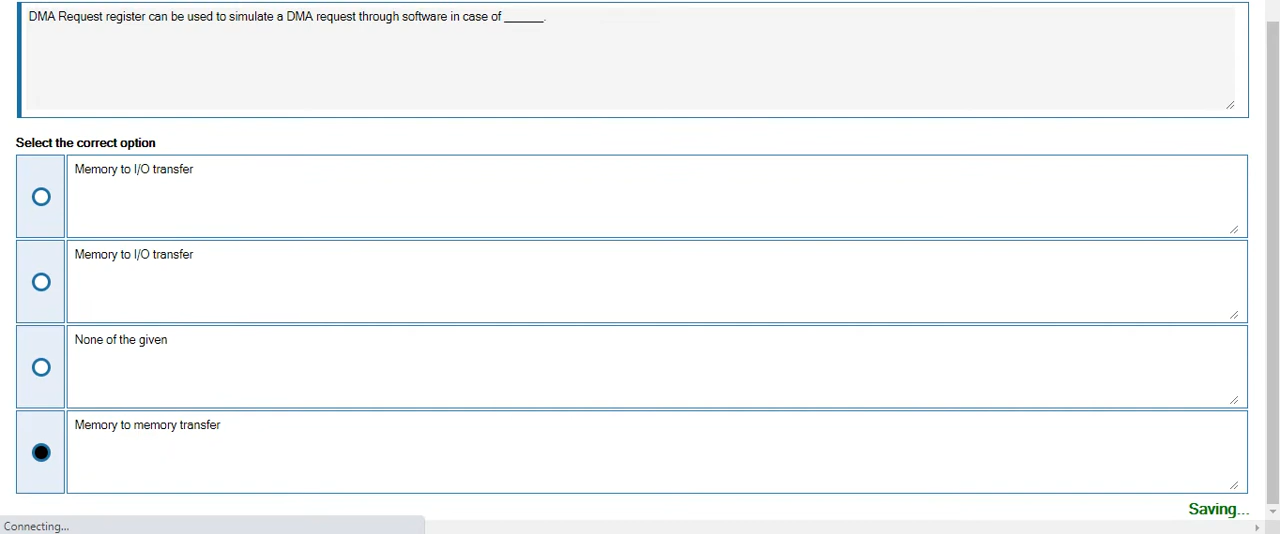 DMA Request register can be used to simulate a DMA request through software in case of ______.
Select the correct option
Memory to I/O transfer
Memory to I/O transfer
None of the given
Memory to memory transfer
Saving...
Connecting...